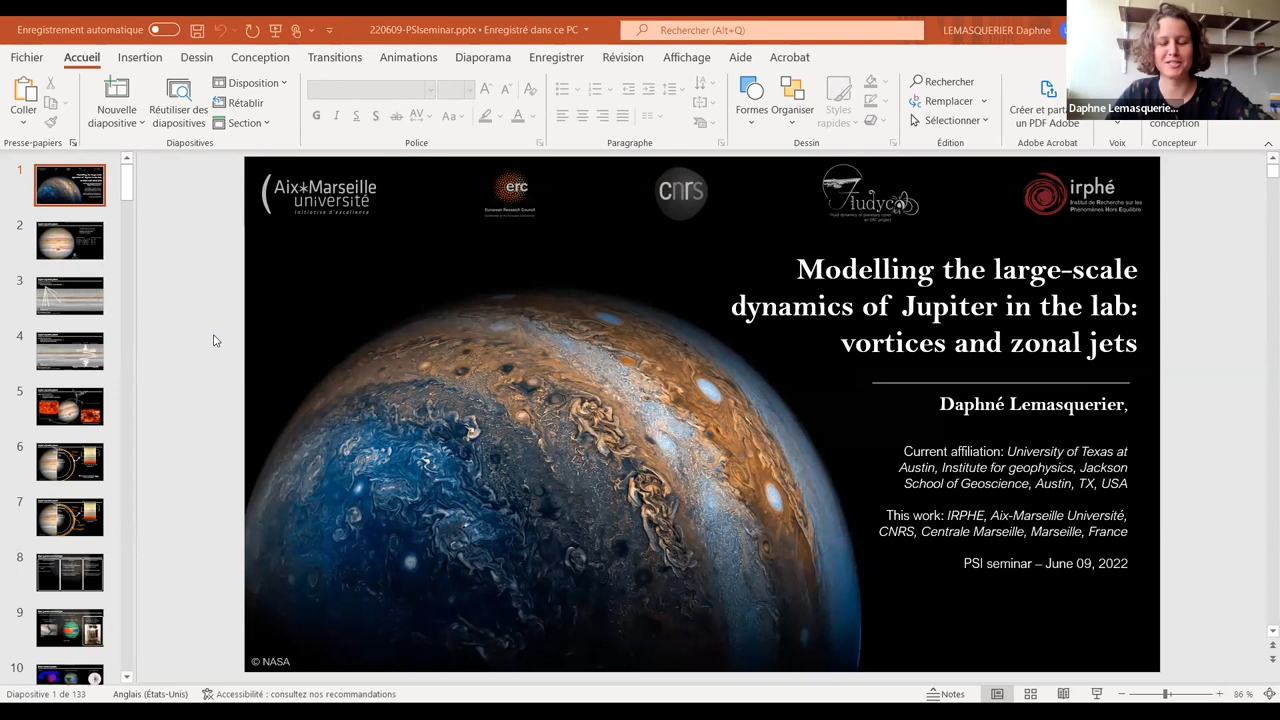 Enregistrement automatique
220609-PSIseminar.pptx • Enregistré dans ce PC
Rechercher (Alt+Q)
LEMASQUERIER Daphne
Fichier
Accueil
Insertion
Dessin
Conception
Transitions
Animations
Diaporama
Enregistrer
Révision
Affichage
Aide
Acrobat
Coller
Nouvelle
diapositive
Réutiliser des
diapositives
Disposition
Rétablir
Section
Formes
Organiser
Styles
rapides
Rechercher
Remplacer
Sélectionner
Créer et part
un PDF Adobe
conception
Daphne Lemasquerie...
Presse-papiers
Diapositives
Police
Paragraphe
Dessin
Édition
Adobe Acrobat
Voix
Concepteur
1
2
3
4
5
6
7
8
9
10
Aix*Marseille
université
Initiative d'excellence
erc
European Research Council
cnrs
Fludyco
Fluid dynamics of planetary cores
an ERC project
irphé
Institut de Recherche sur les
Phénomènes Hors Equilibre
Modelling the large-scale
dynamics of Jupiter in the lab:
vortices and zonal jets
Daphné Lemasquerier,
Current affiliation: University of Texas at
Austin, Institute for geophysics, Jackson
School of Geoscience, Austin, TX, USA
This work: IRPHE, Aix-Marseille Université,
CNRS, Centrale Marseille, Marseille, France
PSI seminar – June 09, 2022
© NASA
Diapositive 1 de 133
Anglais (États-Unis)
Accessibilité : consultez nos recommandations
Notes
86 %